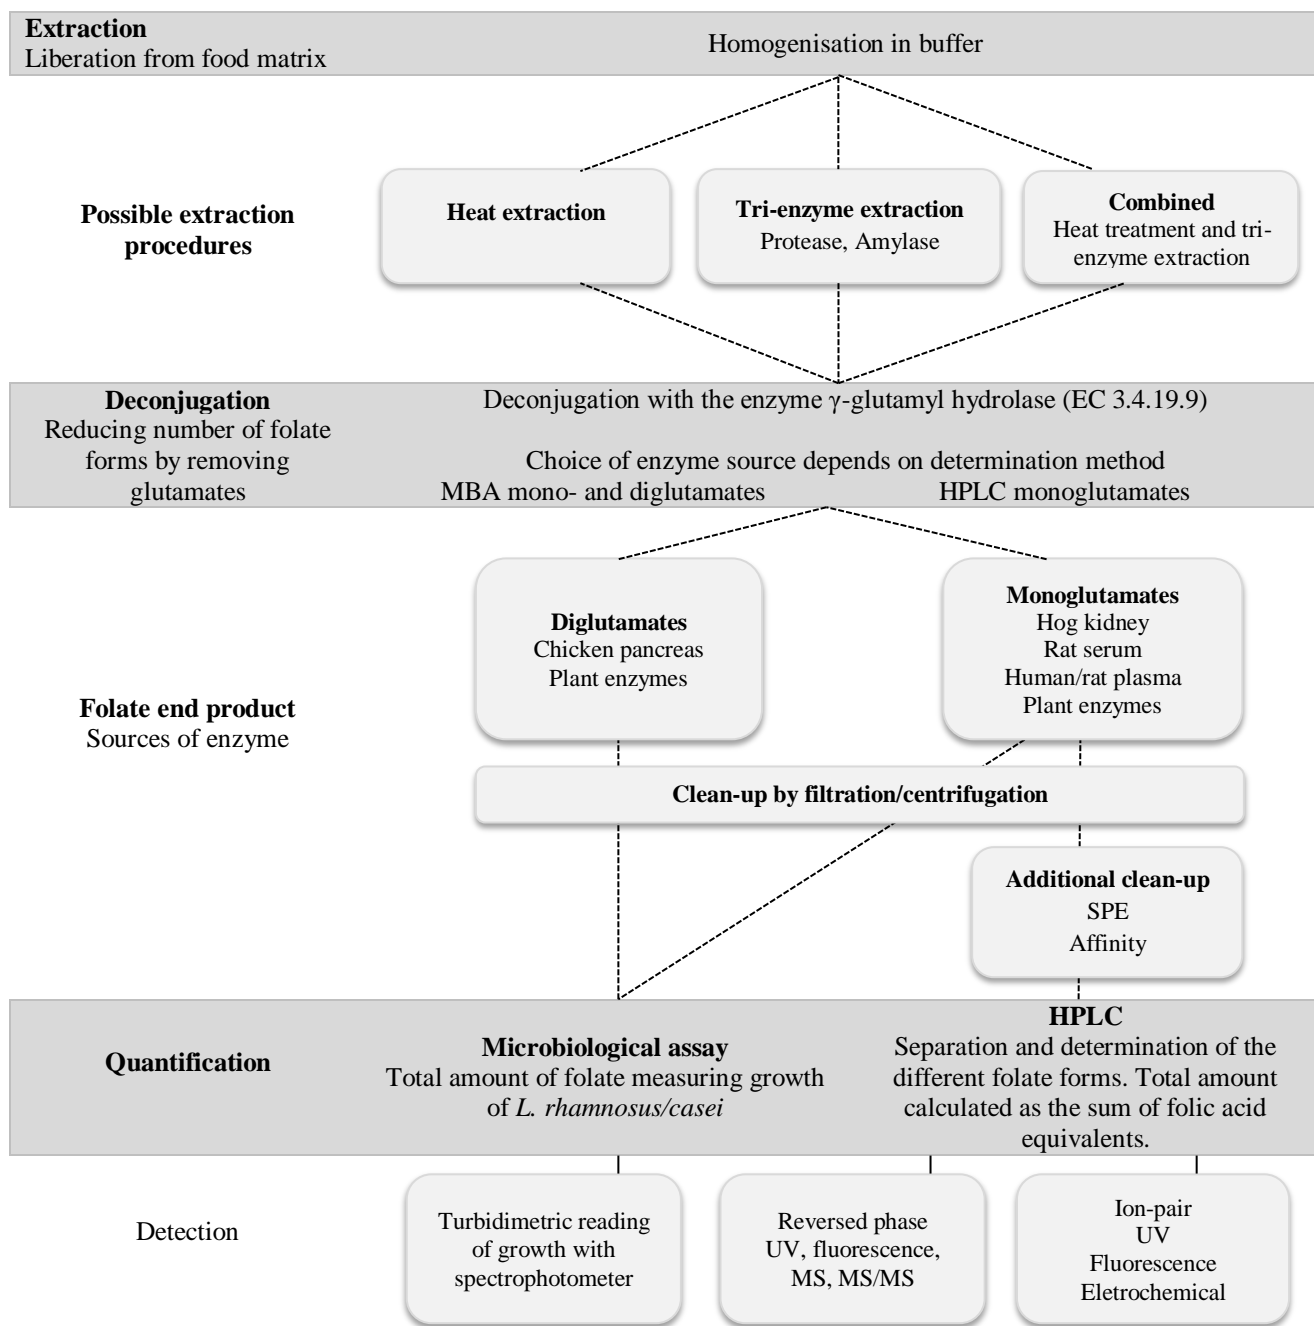 Extraction
Liberation from food matrix
Homogenisation in buffer
Possible extraction
procedures
Heat extraction
Tri-enzyme extraction
Protease, Amylase
Combined
Heat treatment and tri-
enzyme extraction
Deconjugation
Reducing number of folate
forms by removing
glutamates
Deconjugation with the enzyme γ-glutamyl hydrolase (EC 3.4.19.9)
Choice of enzyme source depends on determination method
MBA mono- and diglutamates
HPLC monoglutamates
Folate end product
Sources of enzyme
Diglutamates
Chicken pancreas
Plant enzymes
Monoglutamates
Hog kidney
Rat serum
Human/rat plasma
Plant enzymes
Clean-up by filtration/centrifugation
Additional clean-up
SPE
Affinity
Quantification
Microbiological assay
Total amount of folate measuring growth
of L. rhamnosus/casei
HPLC
Separation and determination of the
different folate forms. Total amount
calculated as the sum of folic acid
equivalents.
Detection
Turbidimetric reading
of growth with
spectrophotometer
Reversed phase
UV, fluorescence,
MS, MS/MS
Ion-pair
UV
Fluorescence
Eletrochemical